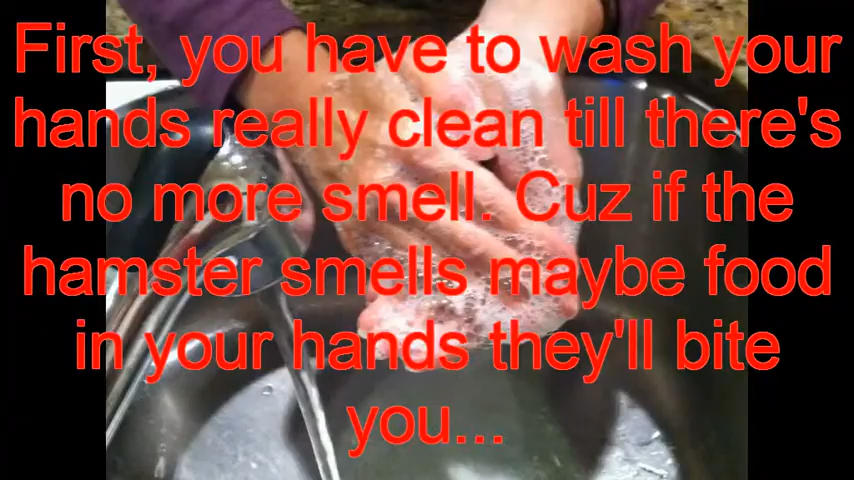 First, you have to wash your
hands really clean till there's
no more smell. Cuz if the
hamster smells maybe food
in your hands they'll bite
you...